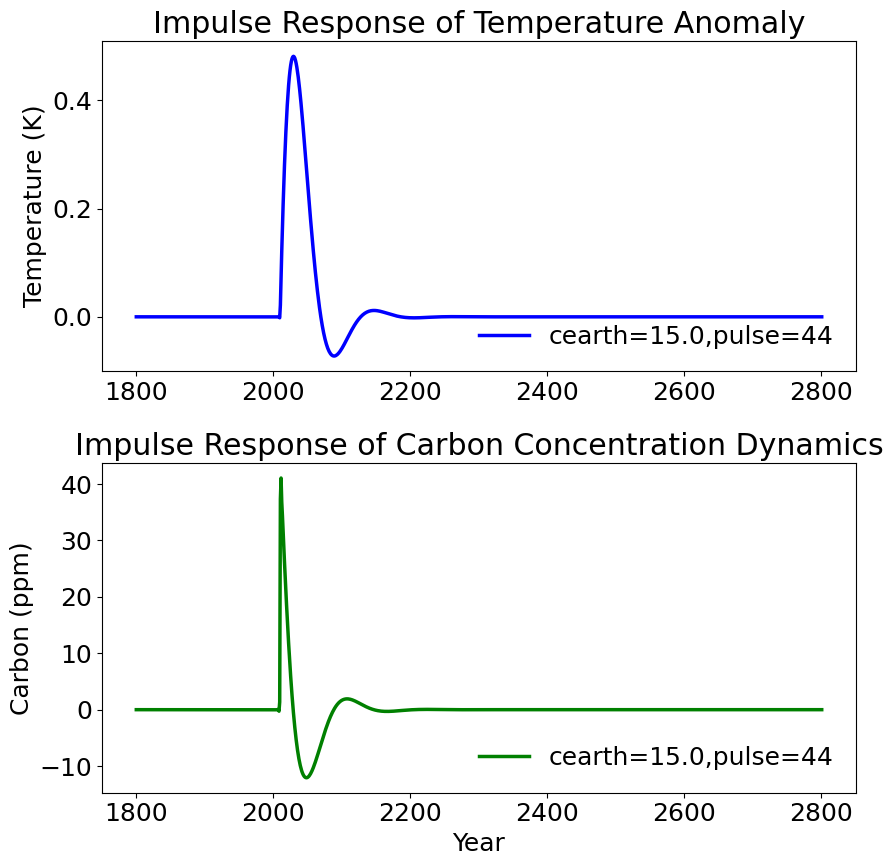 Impulse Response of Temperature Anomaly
Temperature (K)
0.4
0.2
0.0
cearth=15.0,pulse=44
1800 2000 2200 2400 2600 2800
Impulse Response of Carbon Concentration Dynamics
Carbon (ppm)
40
30
20
10
0
−10
cearth=15.0,pulse=44
1800 2000 2200 2400 2600 2800
Year